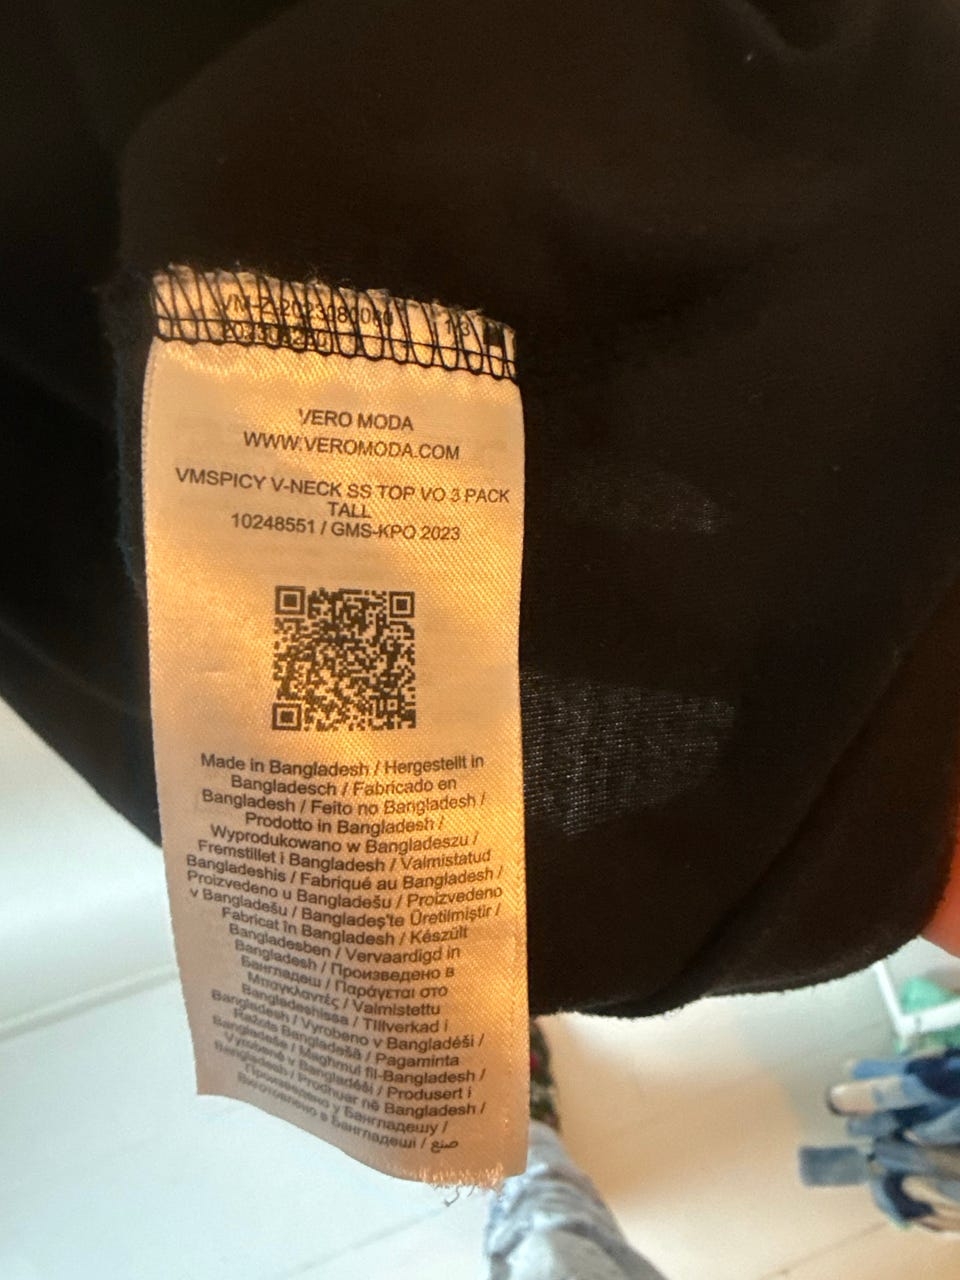 1/3
VERO MODA
WWW.VEROMODA.COM
VMSPICY V-NECK SS TOP VO 3 PACK
TALL
10248551 / GMS-KPO 2023
Made in Bangladesh / Hergestellt in
Bangladesch / Fabricado en
Bangladesh / Feito no Bangladesh /
Prodotto in Bangladesh /
Wyprodukowano w Bangladeszu /
Fremstillet i Bangladesh / Valmistatud
Bangladeshis / Fabriqué au Bangladesh /
Proizvedeno u Bangladešu / Proizvedeno
v Bangladešu / Bangladeş'te Üretilmiştir /
Fabricat în Bangladesh / Készült
Bangladesben / Vervaardigd in
Bangladesh / Произведено в
Бангладеш / Παράγεται στο
Μπαγκλαντές / Valmistettu
Bangladeshissa / Tillverkad i
Bangladesh / Vyrobeno v Bangladéši /
Ražots Bangladešā / Pagaminta
Bangladeše / Magħmul fil-Bangladesh /
Vyrobené v Bangladéši / Produsert i
Bangladesh / Prodhuar në Bangladesh /
Произведено у Бангладешу /
Виготовлено в Бангладеші / صنع